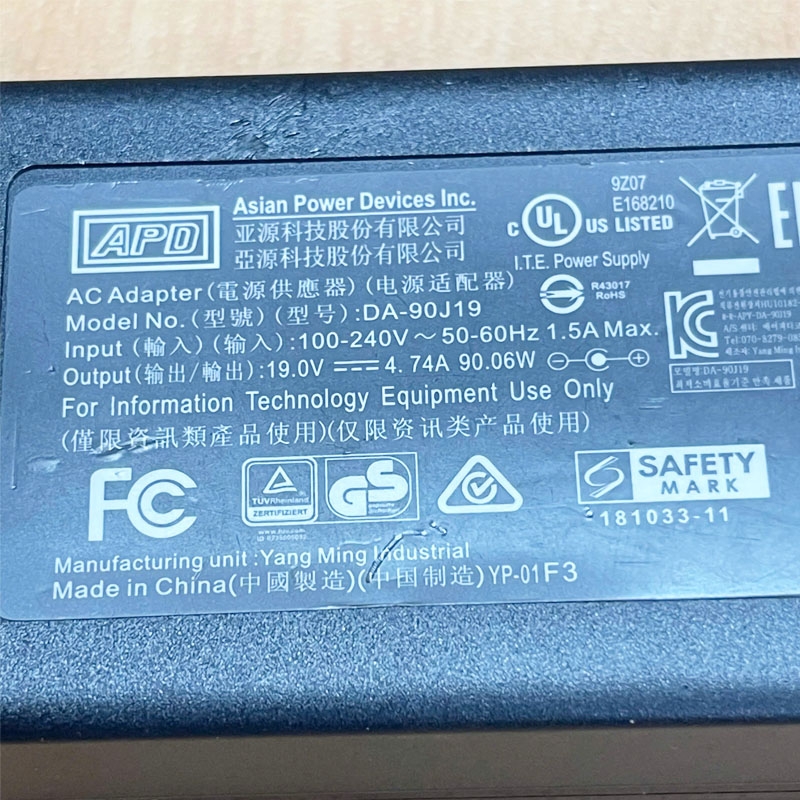 APD
Asian Power Devices Inc.
亚源科技股份有限公司
亞源科技股份有限公司
AC Adapter(電源供應器)(电源适配器)
Model No.(型號)(型号):DA-90J19
Input(輸入)(输入):100-240V~50-60Hz 1.5A Max.
Output(输出/輸出):19.0V⎓4.74A 90.06W
For Information Technology Equipment Use Only
(僅限資訊類產品使用)(仅限资讯类产品使用)
9Z07
E168210
C UL US LISTED
I.T.E. Power Supply
R43017
RoHS
모델명:DA-90J19
FC
TÜVRheinland
ZERTIFIZIERT
GS
SAFETY
MARK
181033-11
Manufacturing unit:Yang Ming Industrial
Made in China(中國製造)(中国制造)YP-01F3